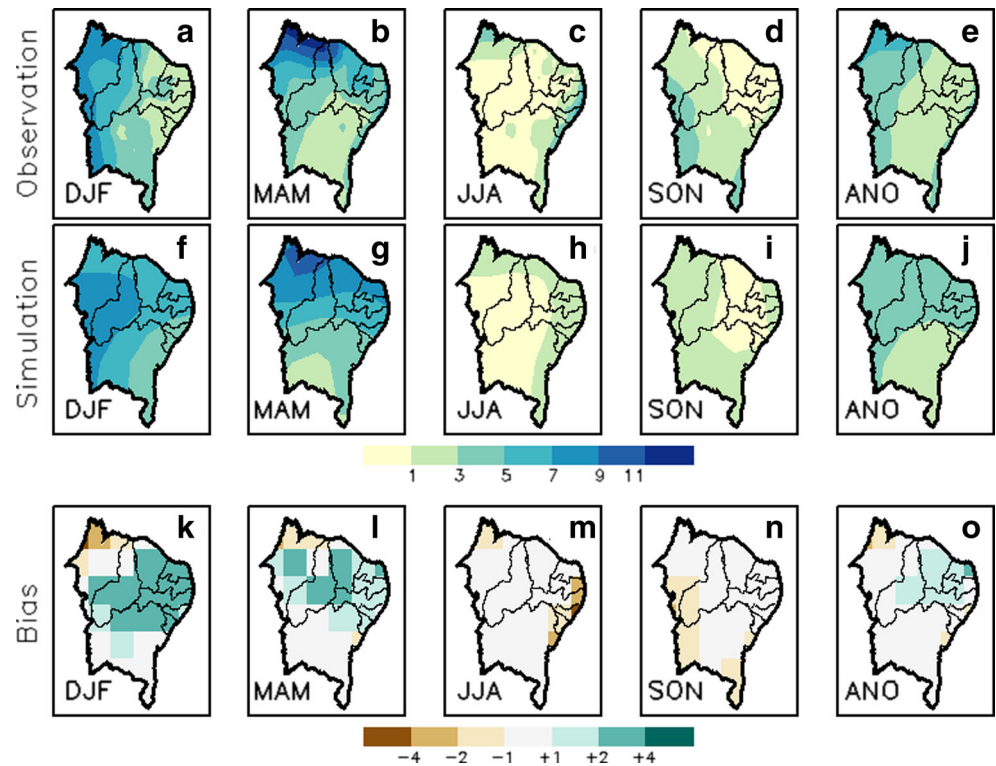 Observation
a
DJF
b
MAM
c
JJA
d
SON
e
ANO
Simulation
f
DJF
g
MAM
h
JJA
i
SON
j
ANO
1 3 5 7 9 11
Bias
k
DJF
l
MAM
m
JJA
n
SON
o
ANO
−4 −2 −1 +1 +2 +4